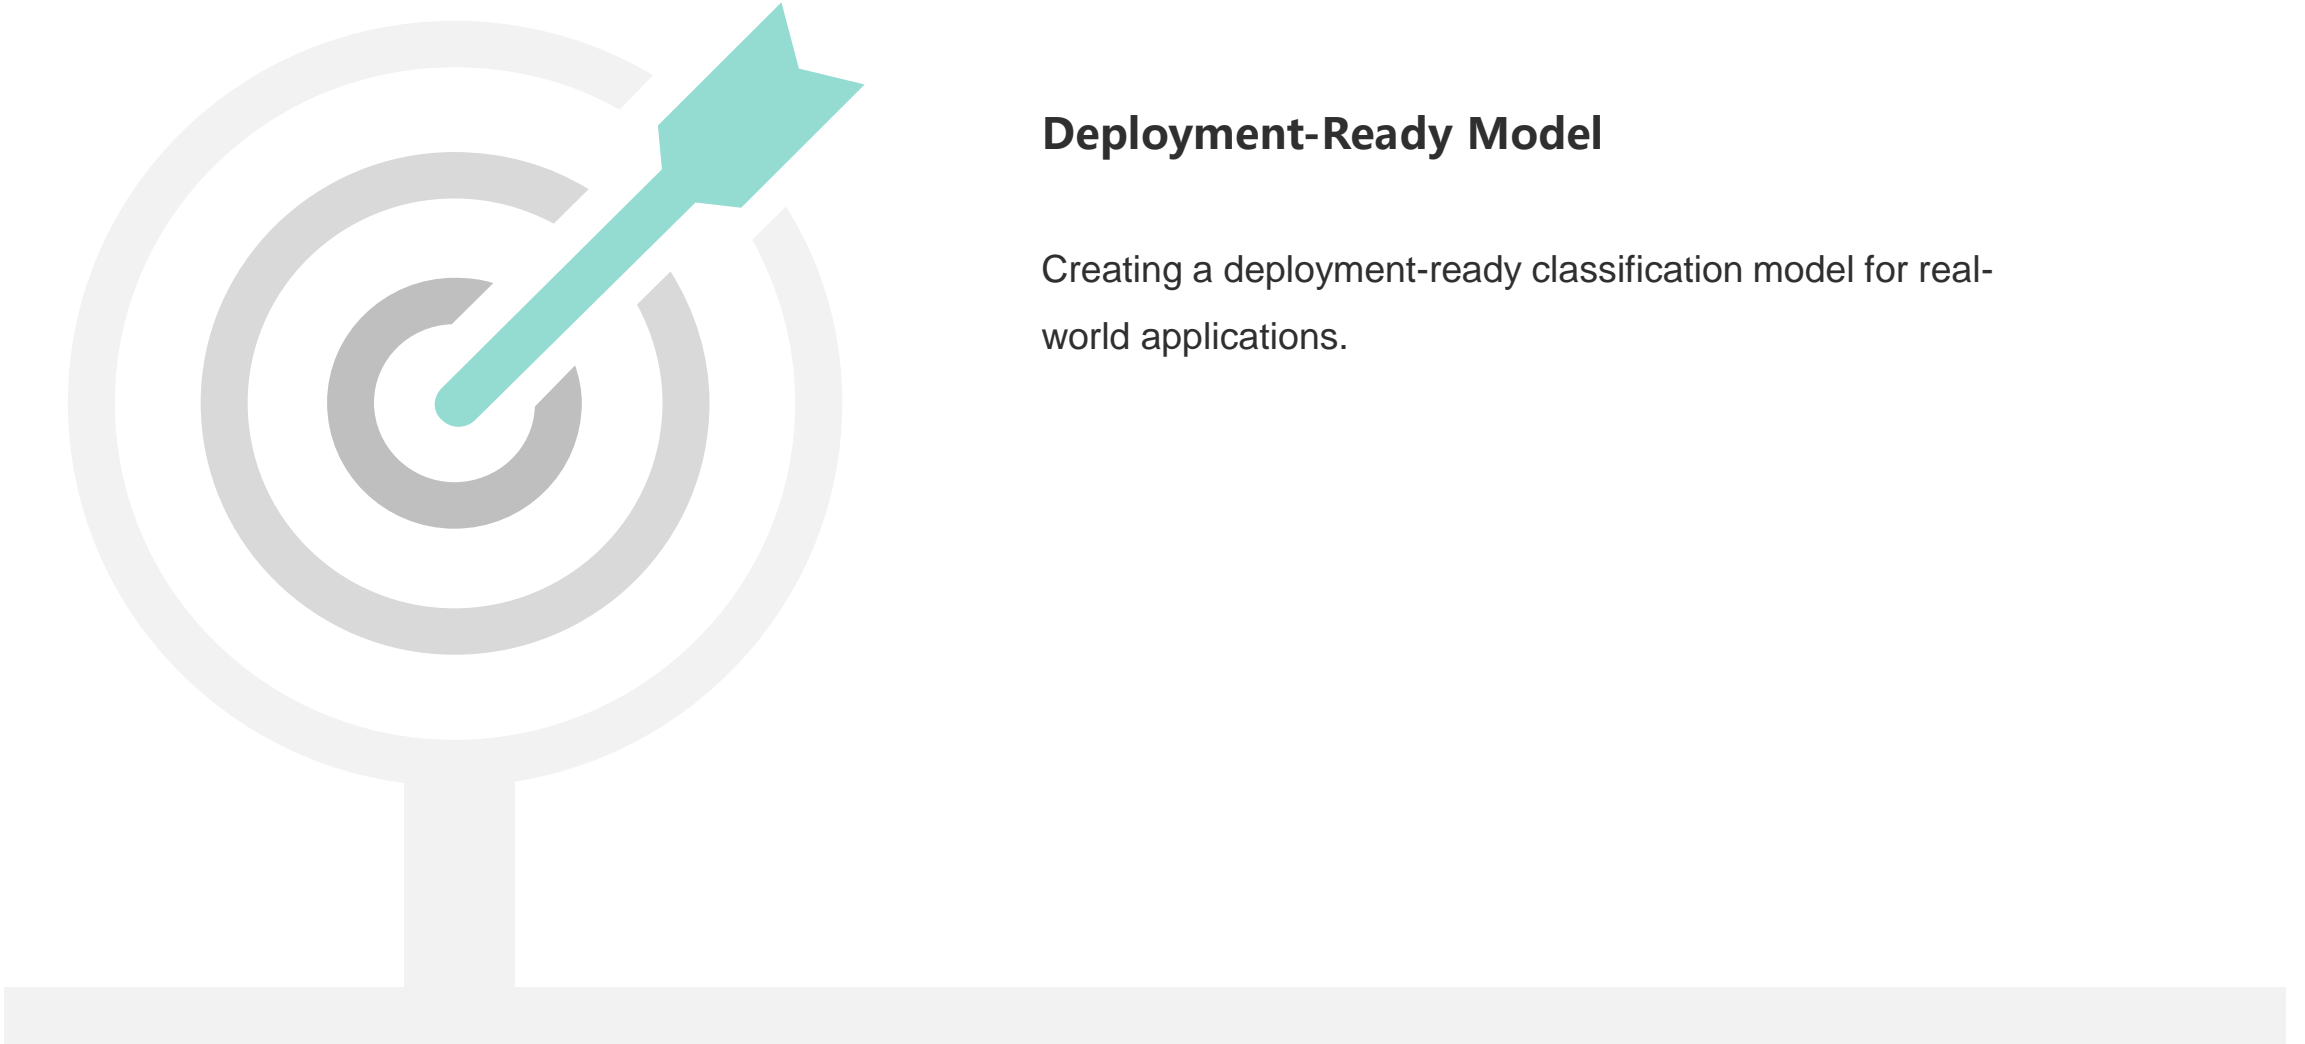 Deployment-Ready Model
Creating a deployment-ready classification model for real-
world applications.